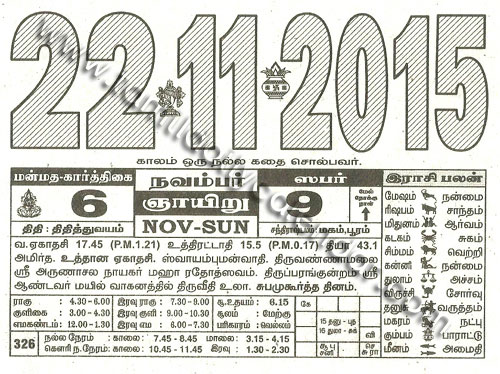 22-11-2015
காலம் ஒரு நல்ல கதை சொல்பவர்.
மன்மத-கார்த்திகை நவம்பர் ஸபர் இராசி பலன்
6 ஞாயிறு 9 மேல் நோக்கு நாள்
திதி : திதித்துவயம் NOV-SUN சந்திராஷ்டமம்:மகம்,பூரம்
வ.ஏகாதசி 17.45 (P.M.1.21) உத்திரட்டாதி 15.5 (P.M.0.17) 43.1
அமிர்த. உத்தான ஏகாதசி. ஸ்வாயம்புமன்வாதி. திருவண்ணாமலை
ஸ்ரீ அருணாசல நாயகர் மஹா ரதோத்ஸவம். திருப்பரங்குன்றம் ஸ்ரீ
ஆண்டவர் மயில் வாகனத்தில் திருவீதி உலா. சுபமுகூர்த்த தினம்.
மேஷம் நன்மை
ரிஷபம் சாந்தம்
மிதுனம் ஆர்வம்
கடகம் சுகம்
சிம்மம் வெற்றி
கன்னி நன்மை
துலாம் அச்சம்
விருச்சி சோர்வு
தனுசு வருத்தம்
மகரம் நட்பு
கும்பம் பாராட்டு
மீனம் அமைதி
ராகு 4.30-6.00 இரவு ராகு 7.30-9.00 சூ.உதயம் : 6.15
குளிகை : 3.00-4.30 இரவு குளி : 9.00-10.30 சூலம் : மேற்கு
எமகண்டம் : 12.00-1.30 இரவு எம 6.00-7.30 பரிகாரம் : வெல்லம்
326 நல்ல நேரம் : காலை : 7.45 - 8.45 மாலை : 3.15 - 4.15
கௌரி ந.நேரம் : காலை : 10.45 - 11.45 இரவு : 1.30 - 2.30
கே
15 தனு - புத
16 துலா - சுக்
வி
சூ பு சனி
செ சு ரா